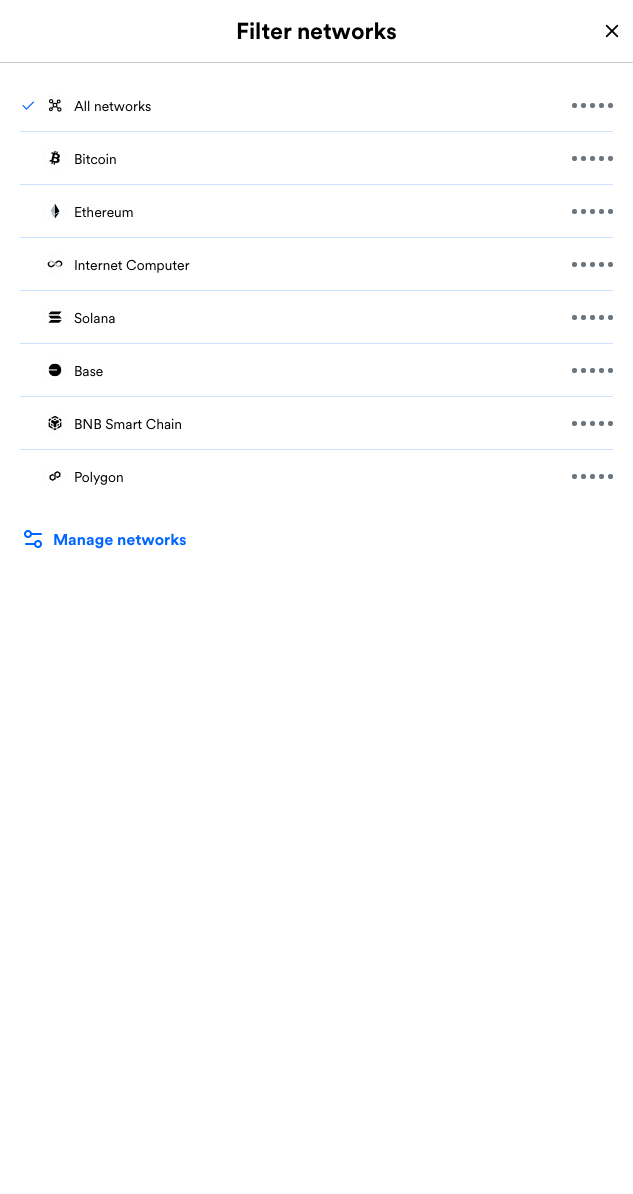 Filter networks
All networks
Bitcoin
Ethereum
Internet Computer
Solana
Base
BNB Smart Chain
Polygon
Manage networks